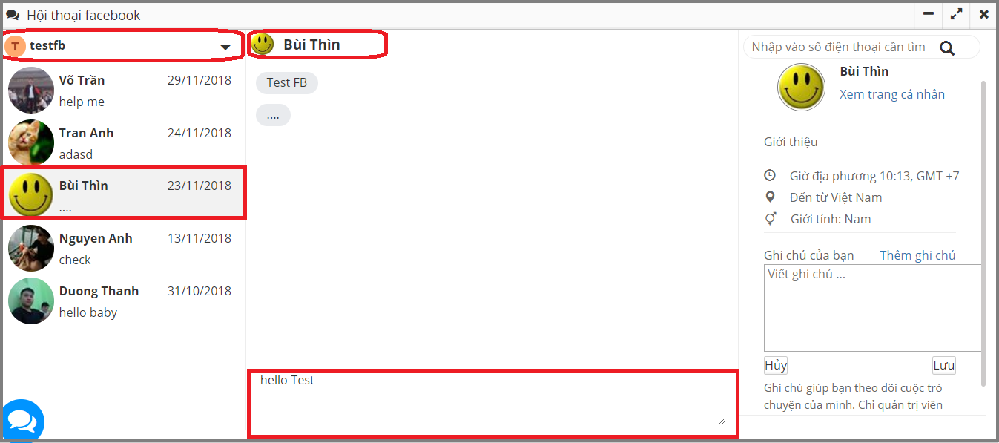 Hội thoại facebook
T testfb
Võ Trần 29/11/2018
help me
Tran Anh 24/11/2018
adasd
Bùi Thìn 23/11/2018
....
Nguyen Anh 13/11/2018
check
Duong Thanh 31/10/2018
hello baby
Bùi Thìn
Test FB
....
hello Test
Nhập vào số điện thoại cần tìm
Bùi Thìn
Xem trang cá nhân
Giới thiệu
Giờ địa phương 10:13, GMT +7
Đến từ Việt Nam
Giới tính: Nam
Ghi chú của bạn Thêm ghi chú
Viết ghi chú ...
Hủy Lưu
Ghi chú giúp bạn theo dõi cuộc trò
chuyện của mình. Chỉ quản trị viên